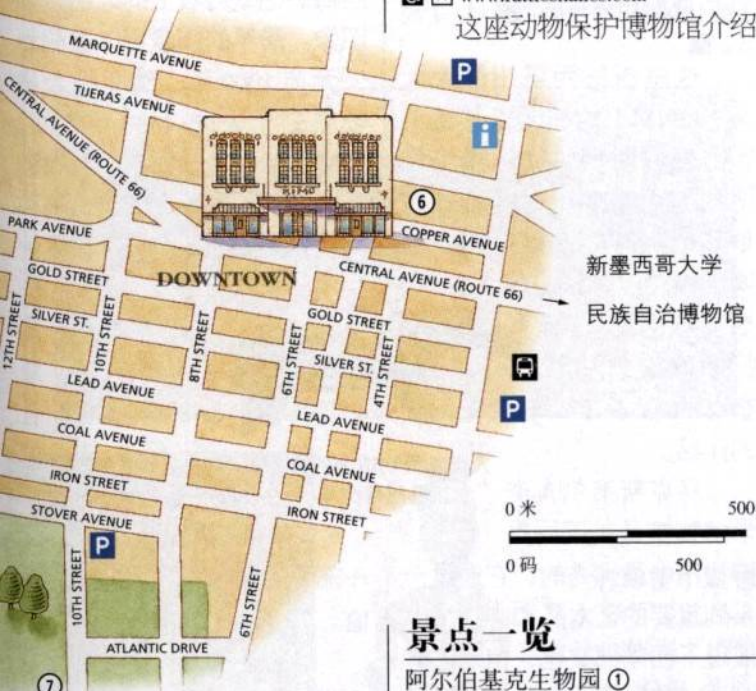 这座动物保护博物馆介绍
MARQUETTE AVENUE
P
TIJERAS AVENUE
CENTRAL AVENUE (ROUTE 66)
i
KiMo
⑥
PARK AVENUE
COPPER AVENUE
DOWNTOWN
CENTRAL AVENUE (ROUTE 66)
新墨西哥大学
民族自治博物馆
GOLD STREET
GOLD STREET
SILVER ST.
SILVER ST.
12TH STREET
10TH STREET
8TH STREET
6TH STREET
4TH STREET
P
LEAD AVENUE
LEAD AVENUE
COAL AVENUE
COAL AVENUE
IRON STREET
IRON STREET
STOVER AVENUE
P
0 米 500
0 码 500
10TH STREET
6TH STREET
ATLANTIC DRIVE
⑦
景点一览
阿尔伯基克生物园 ①